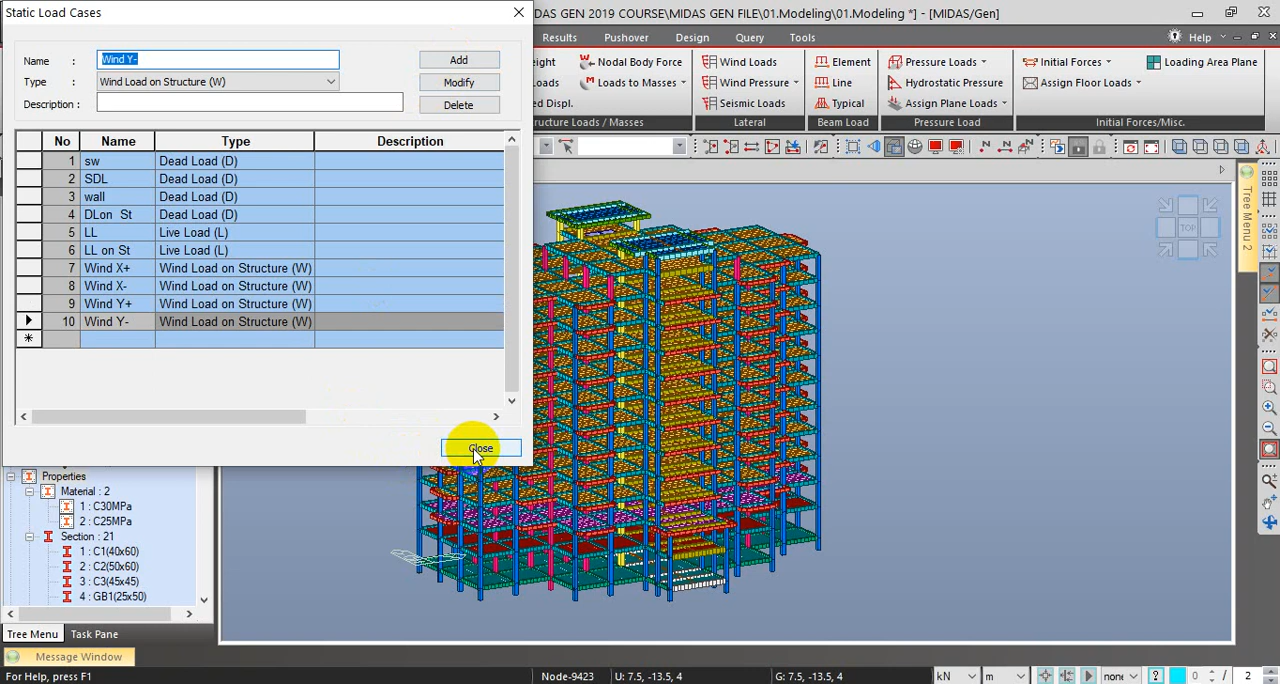 Static Load Cases
DAS GEN 2019 COURSE\MIDAS GEN FILE\01.Modeling\01.Modeling *] - [MIDAS/Gen]
Results Pushover Design Query Tools Help
Name : Wind Y- Add
Type : Wind Load on Structure (W) Modify
Description : Delete
eight Nodal Body Force Wind Loads Element Pressure Loads Initial Forces Loading Area Plane
oads Loads to Masses Wind Pressure Line Hydrostatic Pressure Assign Floor Loads
ed Displ. Seismic Loads Typical Assign Plane Loads
ructure Loads / Masses Lateral Beam Load Pressure Load Initial Forces/Misc.
No Name Type Description
1 sw Dead Load (D)
2 SDL Dead Load (D)
3 wall Dead Load (D)
4 DLon St Dead Load (D)
5 LL Live Load (L)
6 LL on St Live Load (L)
7 Wind X+ Wind Load on Structure (W)
8 Wind X- Wind Load on Structure (W)
9 Wind Y+ Wind Load on Structure (W)
10 Wind Y- Wind Load on Structure (W)
Close
Tree Menu 2
TOP
Properties
Material : 2
1 : C30MPa
2 : C25MPa
Section : 21
1 : C1(40x60)
2 : C2(50x60)
3 : C3(45x45)
4 : GB1(25x50)
Tree Menu Task Pane
Message Window
For Help, press F1 Node-9423 U: 7.5, -13.5, 4 G: 7.5, -13.5, 4 kN m none 0 / 2